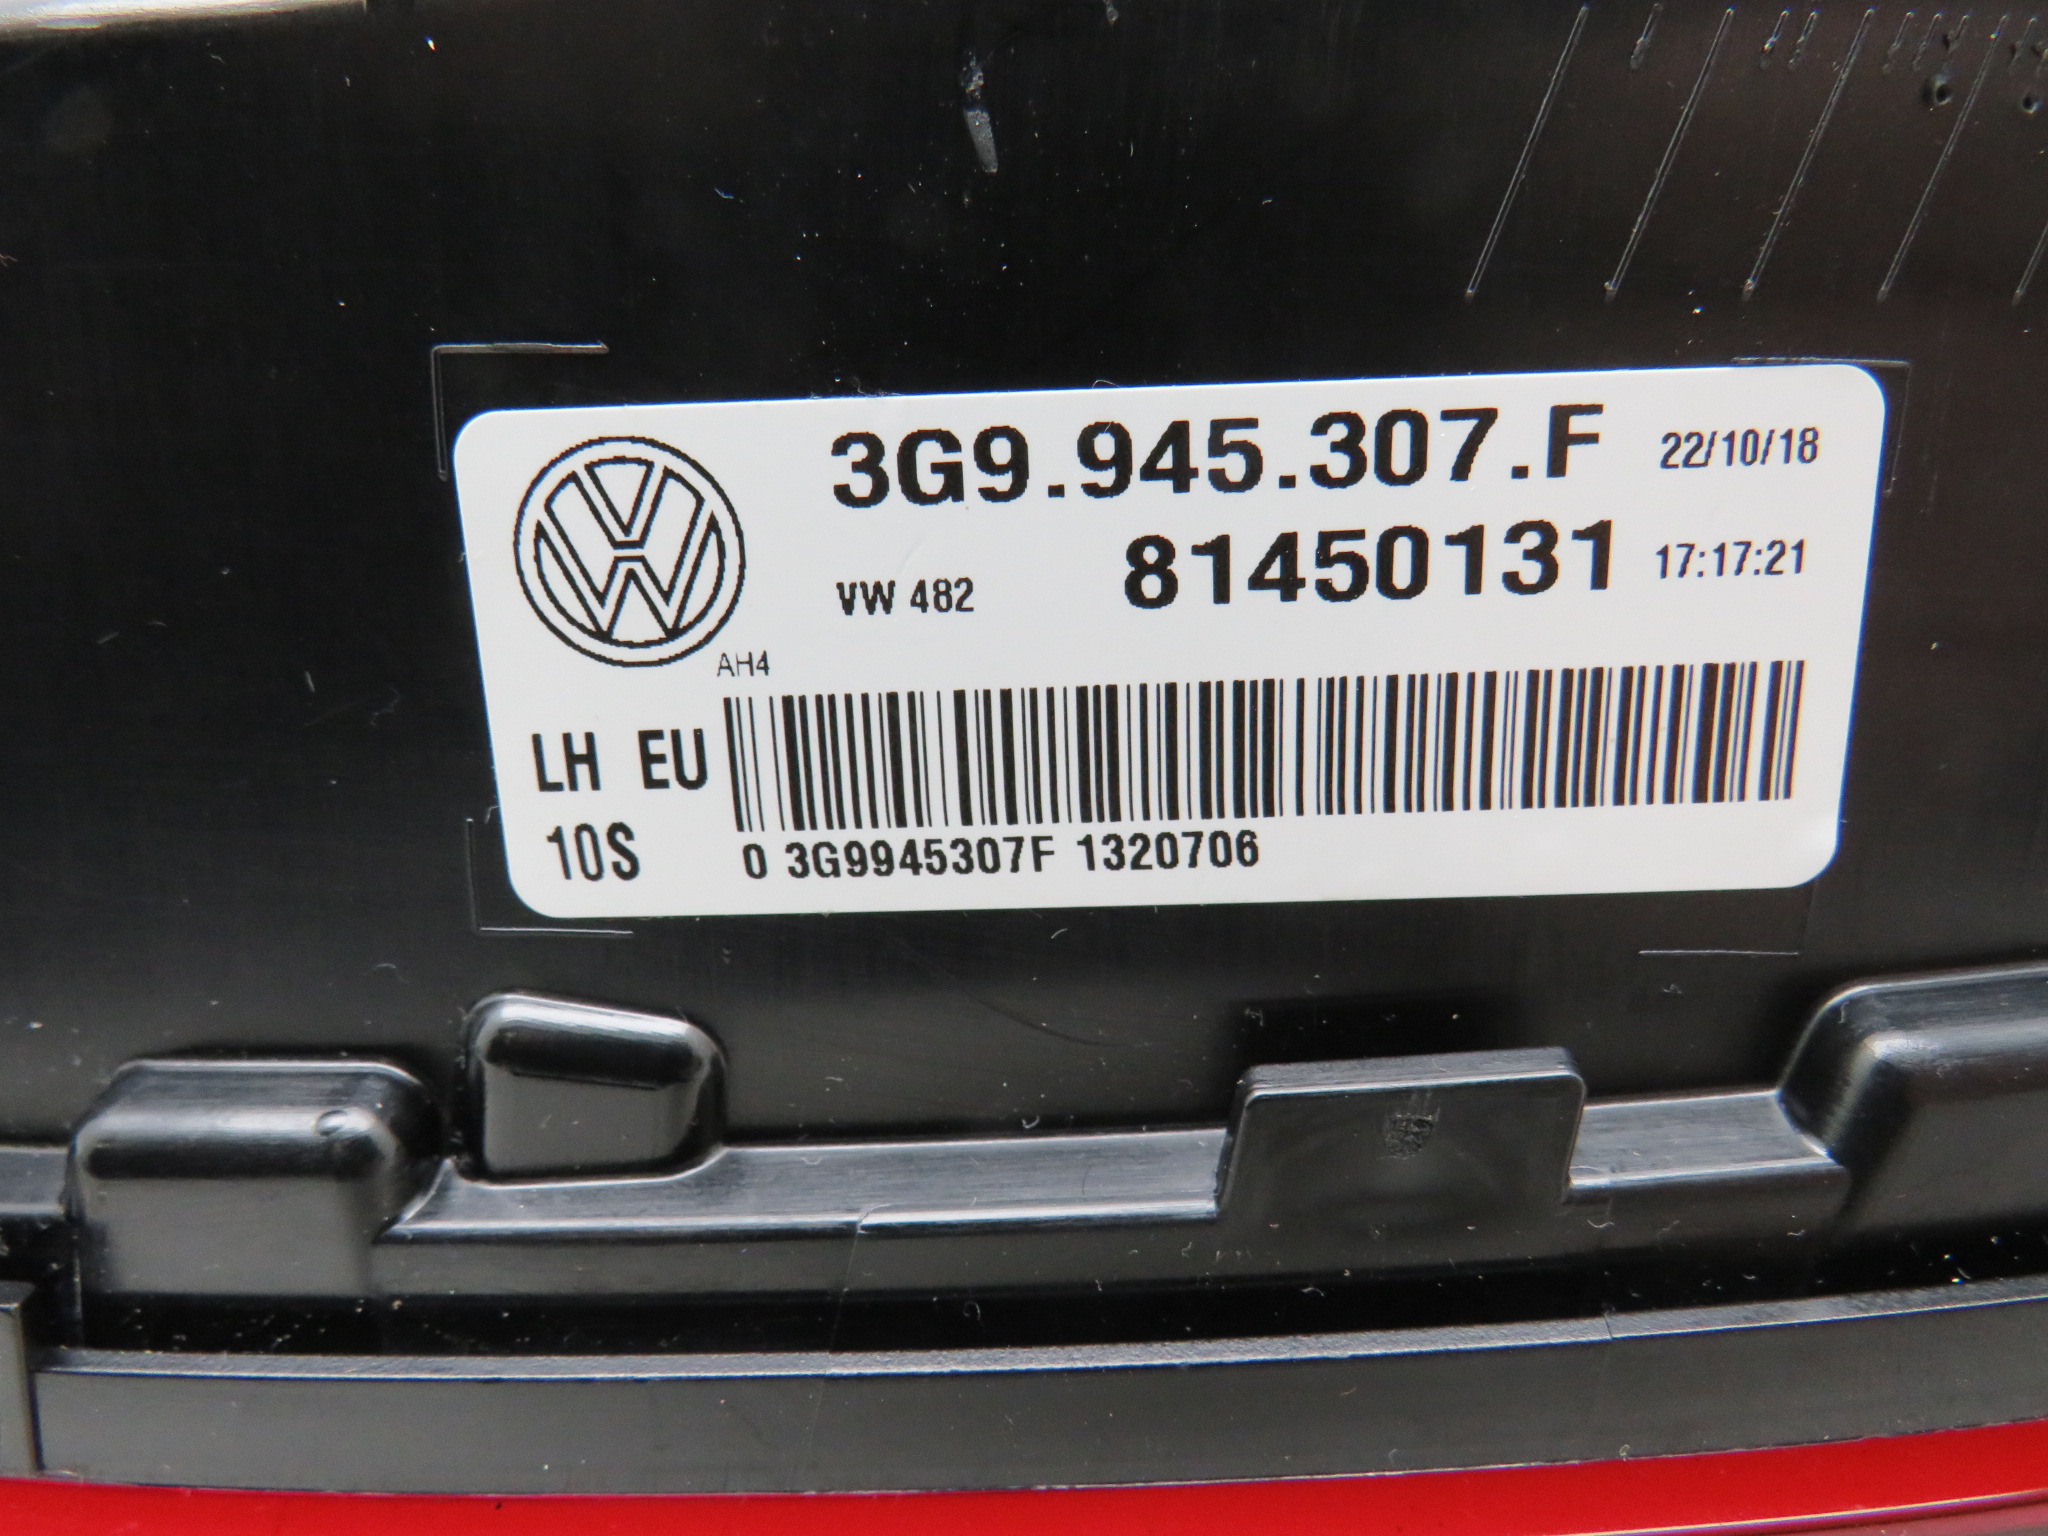 3G9.945.307.F 22/10/18
VW 482 81450131 17:17:21
AH4
LH EU
10S 0 3G9945307F 1320706